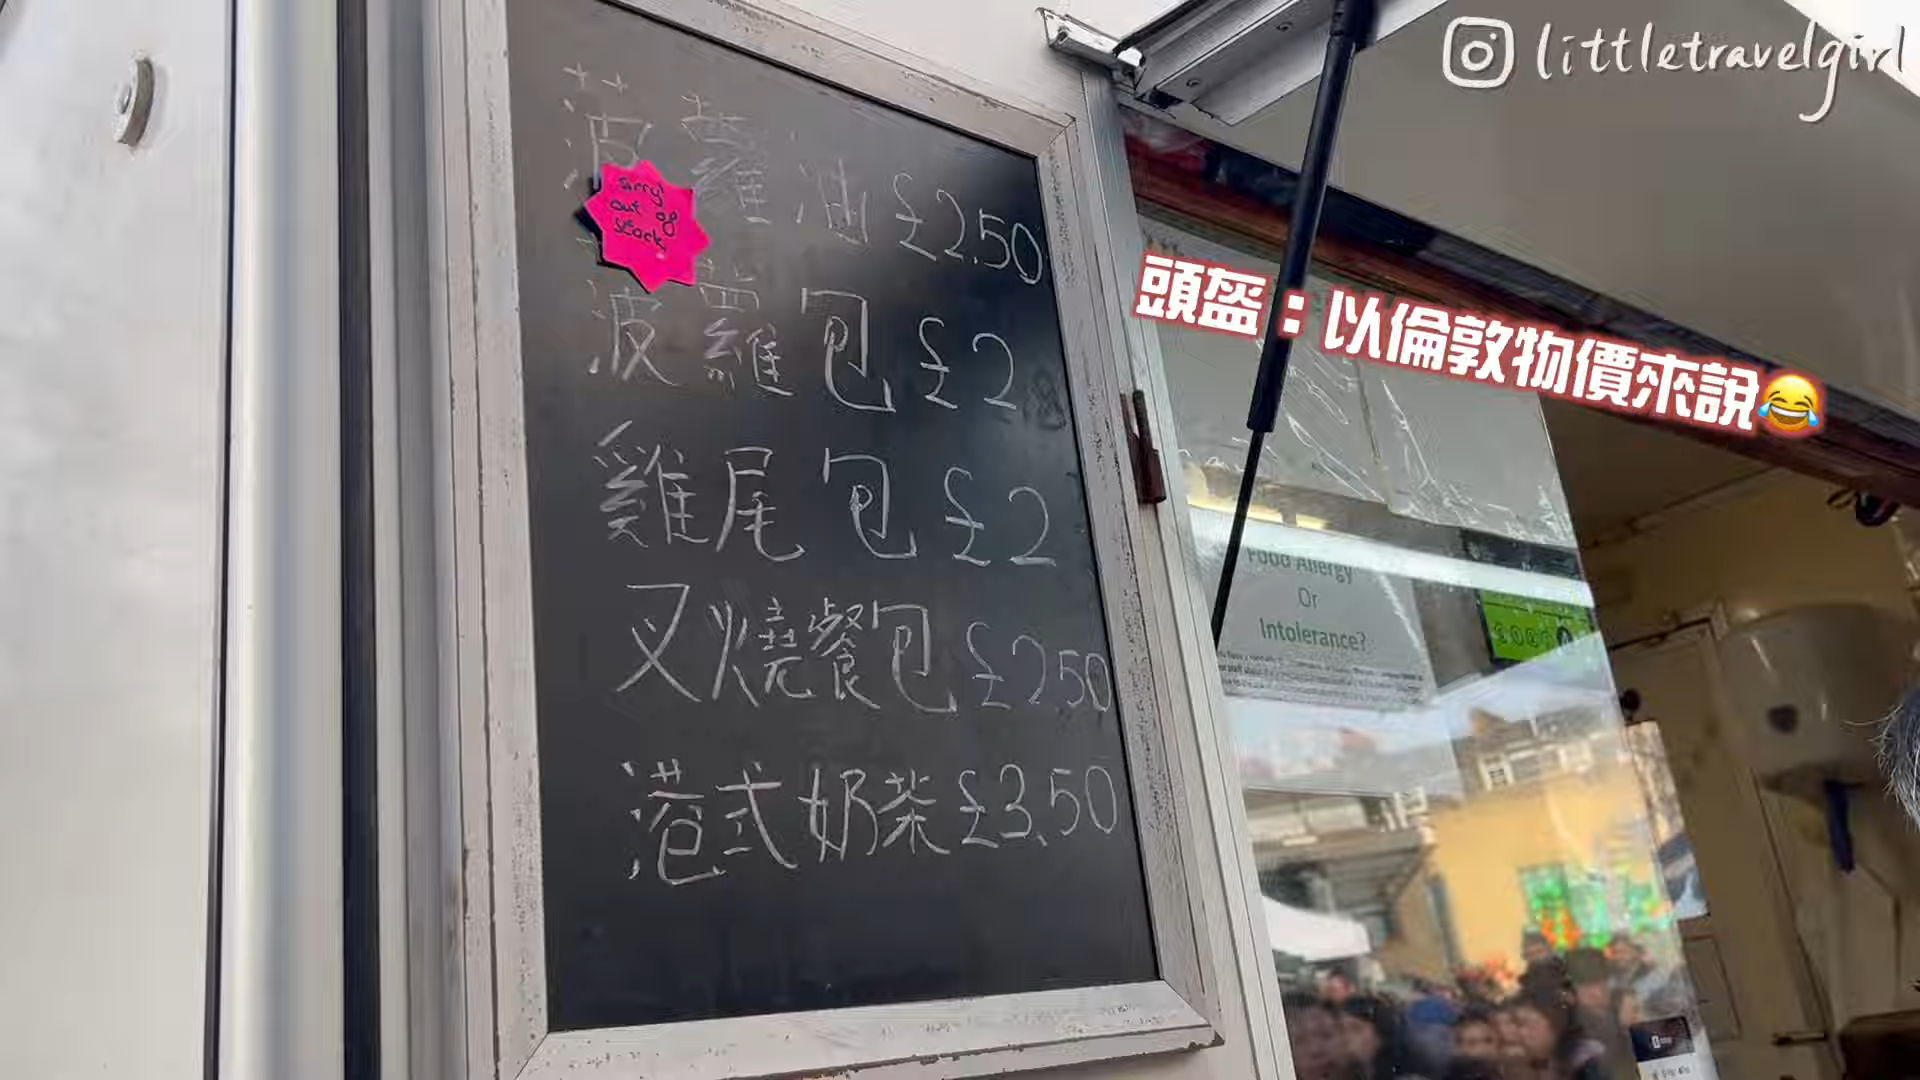 littletravelgirl
菠蘿油 £2.50
Sorry
out of
stock
菠蘿包 £2
雞尾包 £2
叉燒餐包 £2.50
港式奶茶 £3.50
頭盔：以倫敦物價來說😂
Food Allergy
Or
Intolerance?